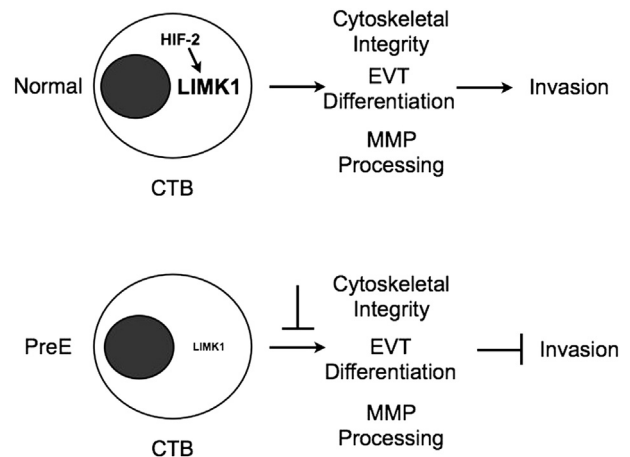 Cytoskeletal
Integrity
HIF-2
Normal
LIMK1
EVT
Differentiation
Invasion
MMP
Processing
CTB
Cytoskeletal
Integrity
PreE
LIMK1
EVT
Differentiation
Invasion
MMP
Processing
CTB